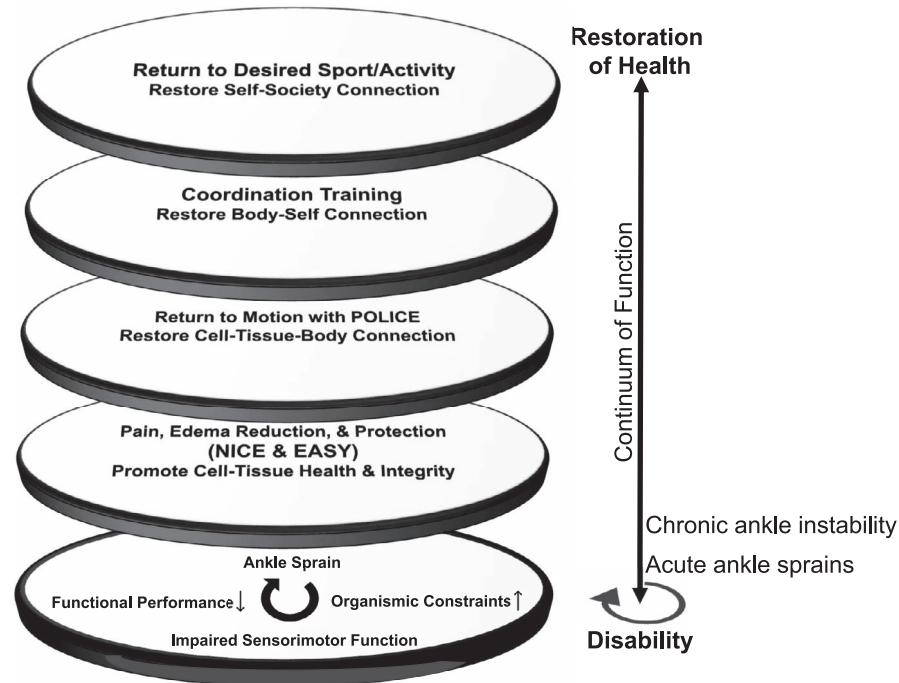 Restoration
of Health
Return to Desired Sport/Activity
Restore Self-Society Connection
Coordination Training
Restore Body-Self Connection
Return to Motion with POLICE
Restore Cell-Tissue-Body Connection
Pain, Edema Reduction, & Protection
(NICE & EASY)
Promote Cell-Tissue Health & Integrity
Ankle Sprain
Functional Performance↓
Organismic Constraints↑
Impaired Sensorimotor Function
Continuum of Function
Chronic ankle instability
Acute ankle sprains
Disability